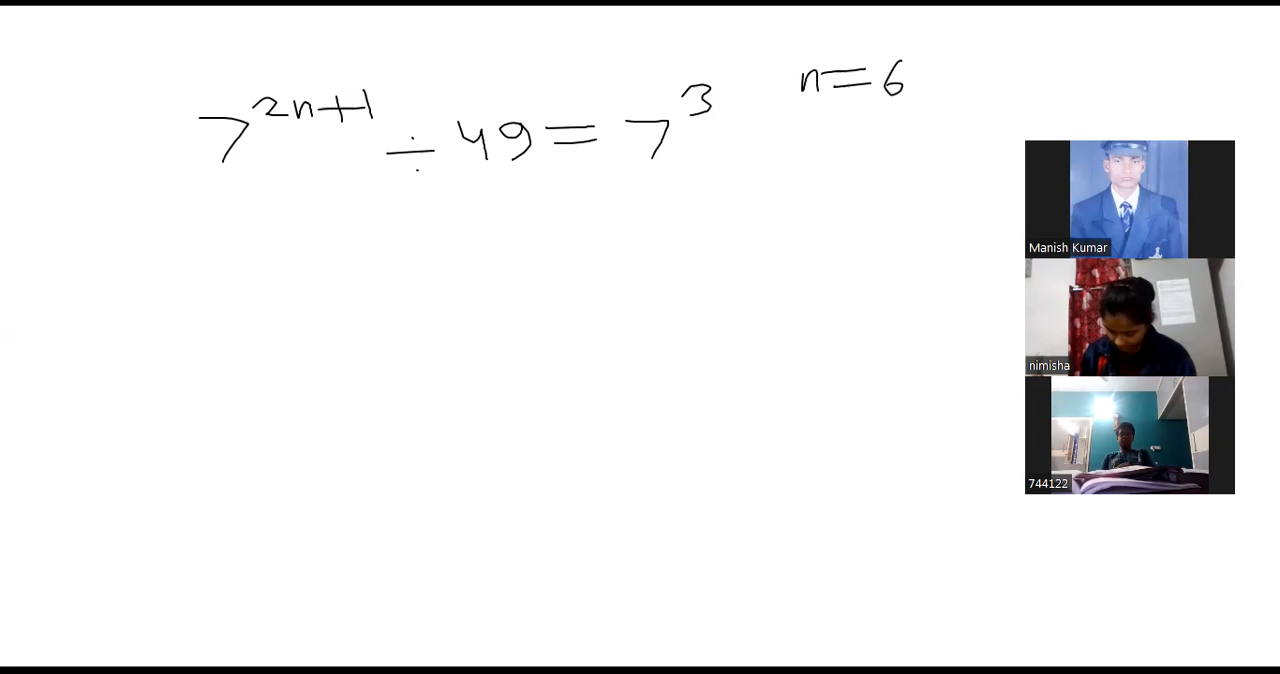 7^{2n+1} ÷ 49 = 7^3 n = 6
Manish Kumar
nimisha
744122